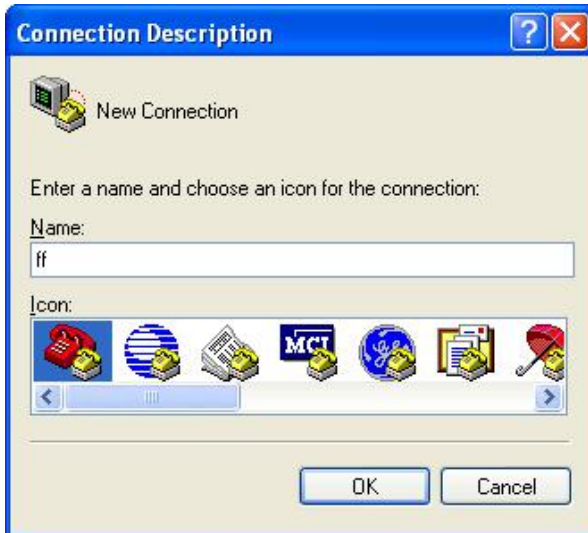 Connection Description
New Connection
Enter a name and choose an icon for the connection:
Name:
ff
Icon:
MCI
OK
Cancel